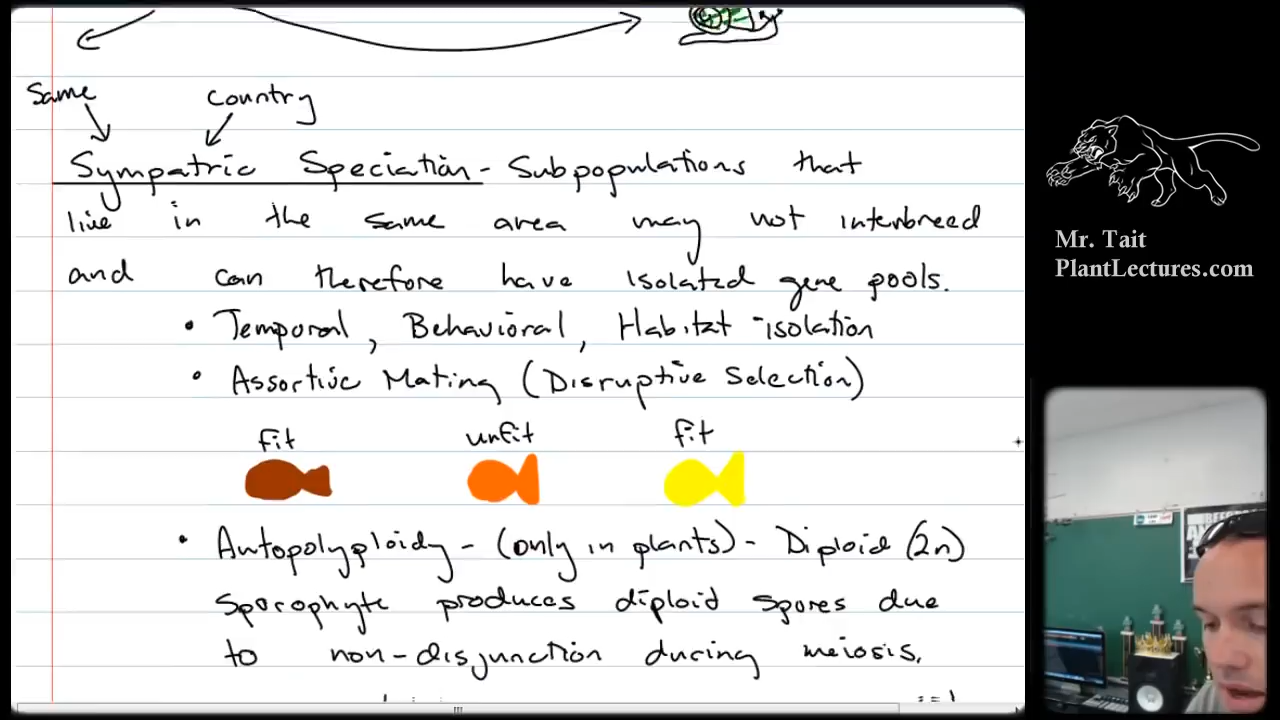 Same
Country
Sympatric Speciation - Subpopulations that
live in the same area may not interbreed
and can therefore have isolated gene pools.
• Temporal, Behavioral, Habitat isolation
• Assortive Mating (Disruptive Selection)
fit unfit fit
• Autopolyploidy - (only in plants) - Diploid (2n)
Sporophyte produces diploid spores due
to non-disjunction during meiosis.
Mr. Tait
PlantLectures.com